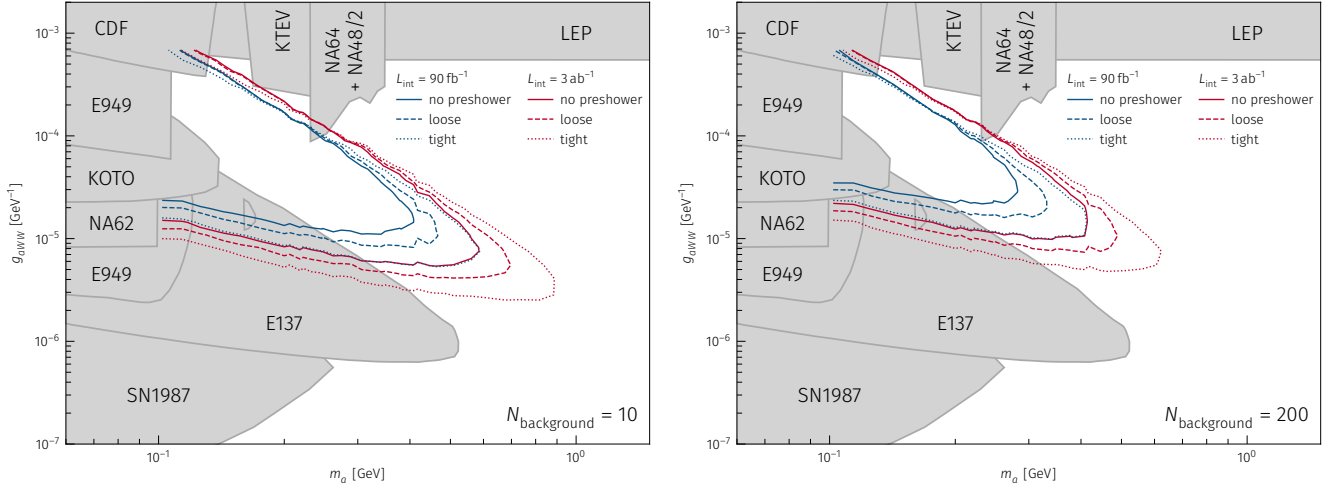 CDF
KTEV
NA64
+ NA48/2
LEP
L_int = 90 fb⁻¹ L_int = 3 ab⁻¹
no preshower no preshower
loose loose
tight tight
E949
KOTO
NA62
E949
E137
SN1987
N_background = 10
10⁻³
10⁻⁴
10⁻⁵
10⁻⁶
10⁻⁷
g_aWW [GeV⁻¹]
10⁻¹ 10⁰
m_a [GeV]
CDF
KTEV
NA64
+ NA48/2
LEP
L_int = 90 fb⁻¹ L_int = 3 ab⁻¹
no preshower no preshower
loose loose
tight tight
E949
KOTO
NA62
E949
E137
SN1987
N_background = 200
10⁻³
10⁻⁴
10⁻⁵
10⁻⁶
10⁻⁷
g_aWW [GeV⁻¹]
10⁻¹ 10⁰
m_a [GeV]